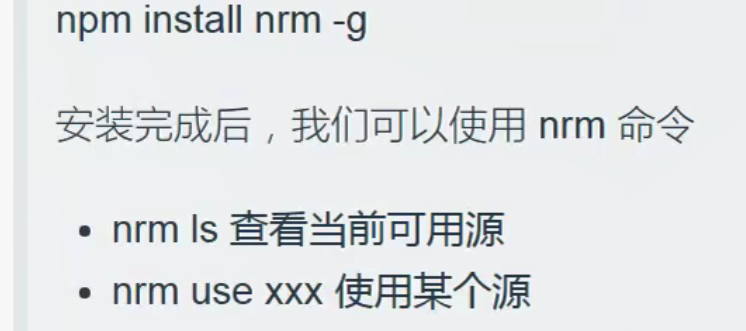 npm install nrm -g
安装完成后，我们可以使用 nrm 命令
• nrm ls 查看当前可用源
• nrm use xxx 使用某个源